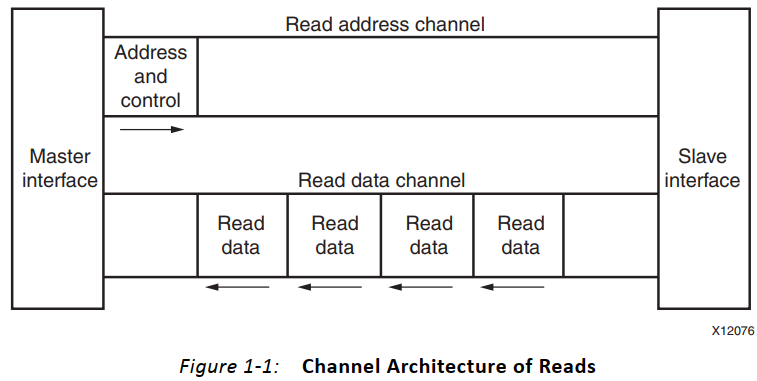 Read address channel
Address
and
control
Master
interface
Slave
interface
Read data channel
Read
data
Read
data
Read
data
Read
data
X12076
Figure 1-1: Channel Architecture of Reads